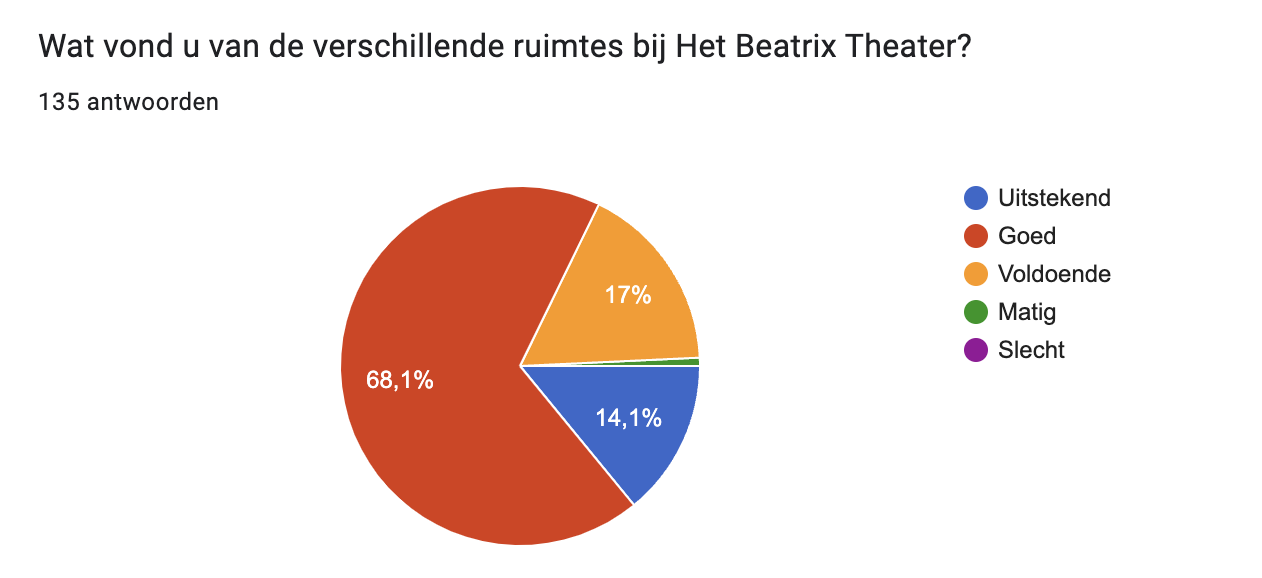 Wat vond u van de verschillende ruimtes bij Het Beatrix Theater?
135 antwoorden
Uitstekend
Goed
Voldoende
Matig
Slecht
17%
68,1%
14,1%